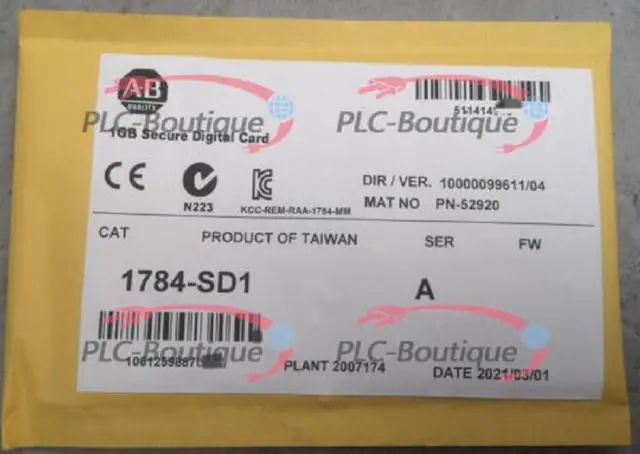 A-B
QUALITY
PLC-Boutique
PLC-Boutique
1GB Secure Digital Card
CE
N223
KCC-REM-RAA-1784-MM
DIR / VER. 10000099611/04
MAT NO PN-52920
CAT
PRODUCT OF TAIWAN
SER
FW
1784-SD1
A
PLC-Boutique
PLC-Boutique
PLANT 2007174
DATE 2021/03/01